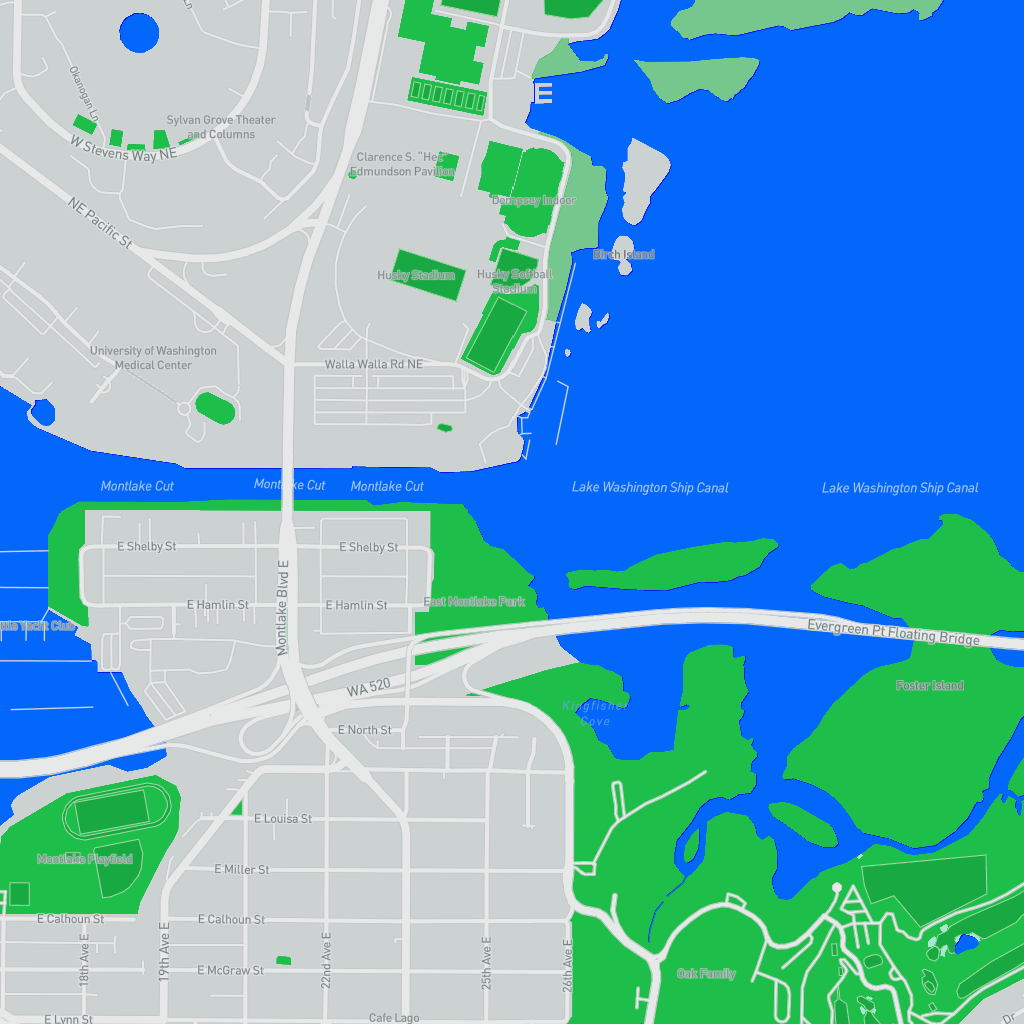 Ln
Okanogan Ln
Sylvan Grove Theater
and Columns
W Stevens Way NE
Clarence S. "Hec"
Edmundson Pavilion
NE Pacific St
Dempsey Indoor
Birch Island
Husky Stadium
Husky Softball
Stadium
University of Washington
Medical Center
Walla Walla Rd NE
Montlake Cut
Montlake Cut
Montlake Cut
Lake Washington Ship Canal
Lake Washington Ship Canal
E Shelby St
E Shelby St
Montlake Blvd E
E Hamlin St
E Hamlin St
East Montlake Park
Yacht Club
Evergreen Pt Floating Bridge
WA 520
Foster Island
Kingfisher
Cove
E North St
E Louisa St
Montlake Playfield
E Miller St
E Calhoun St
E Calhoun St
18th Ave E
19th Ave E
22nd Ave E
25th Ave E
26th Ave E
E McGraw St
Oak Family
E Lynn St
Cafe Lago
Dr